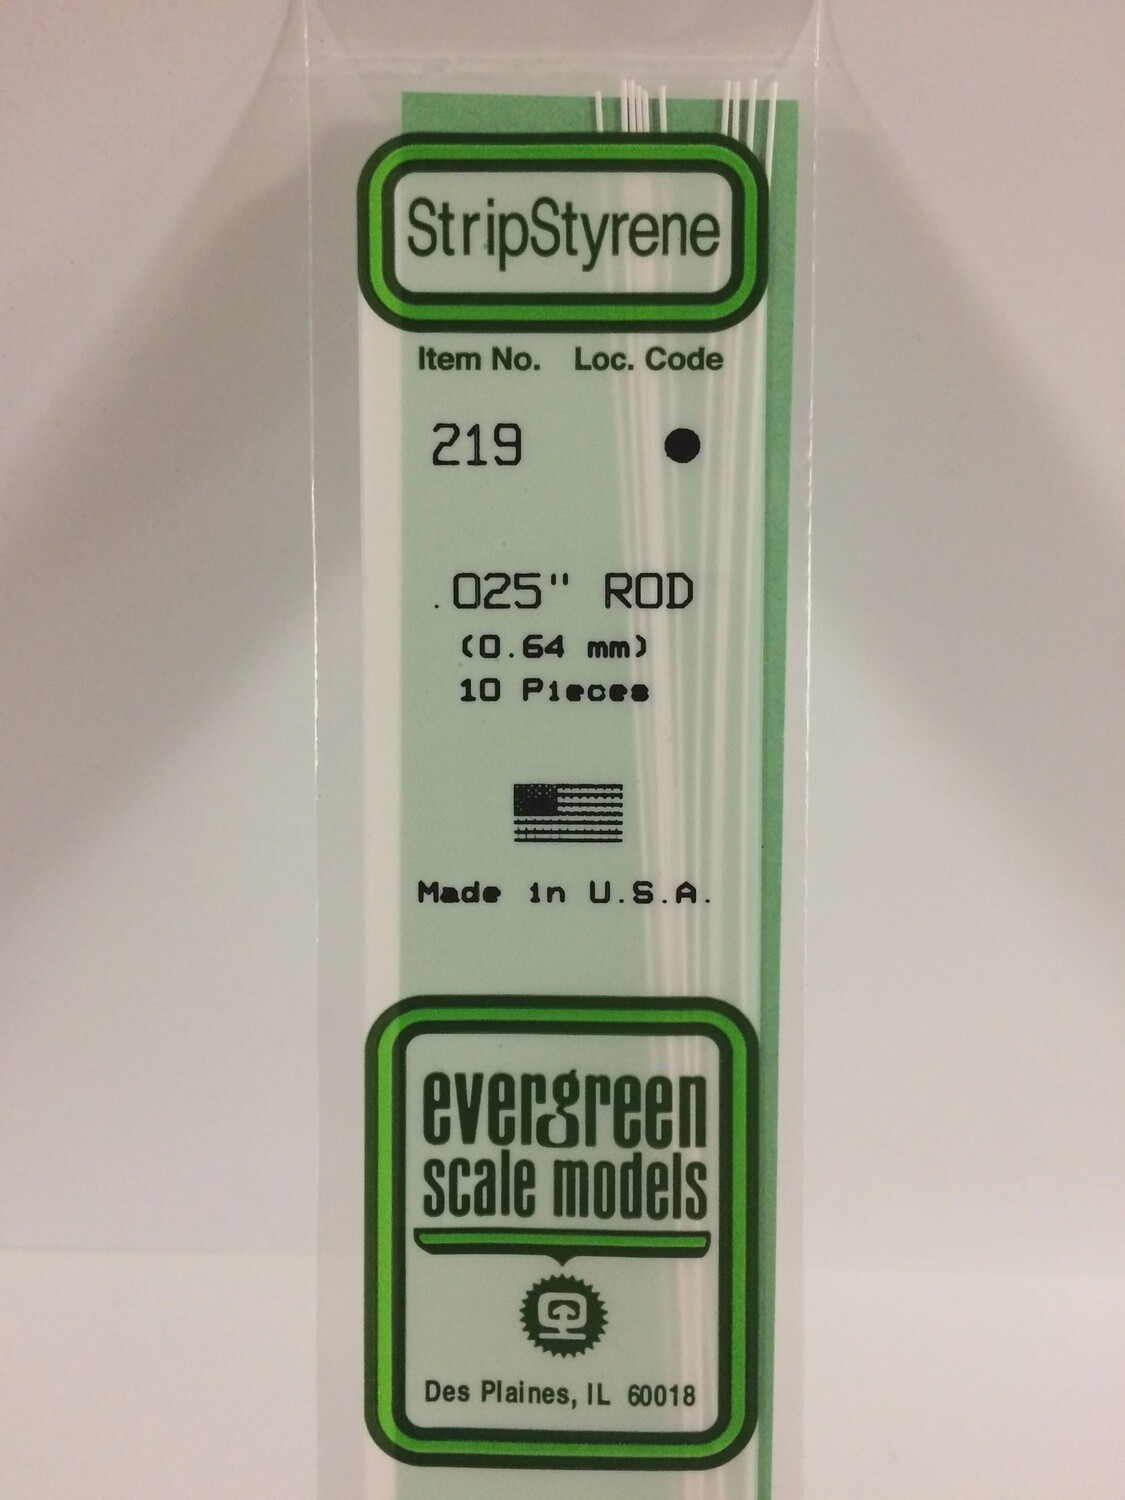 StripStyrene
Item No. Loc. Code
219
.025" ROD
(0.64 mm)
10 Pieces
Made in U.S.A.
evergreen
scale models
Des Plaines, IL 60018